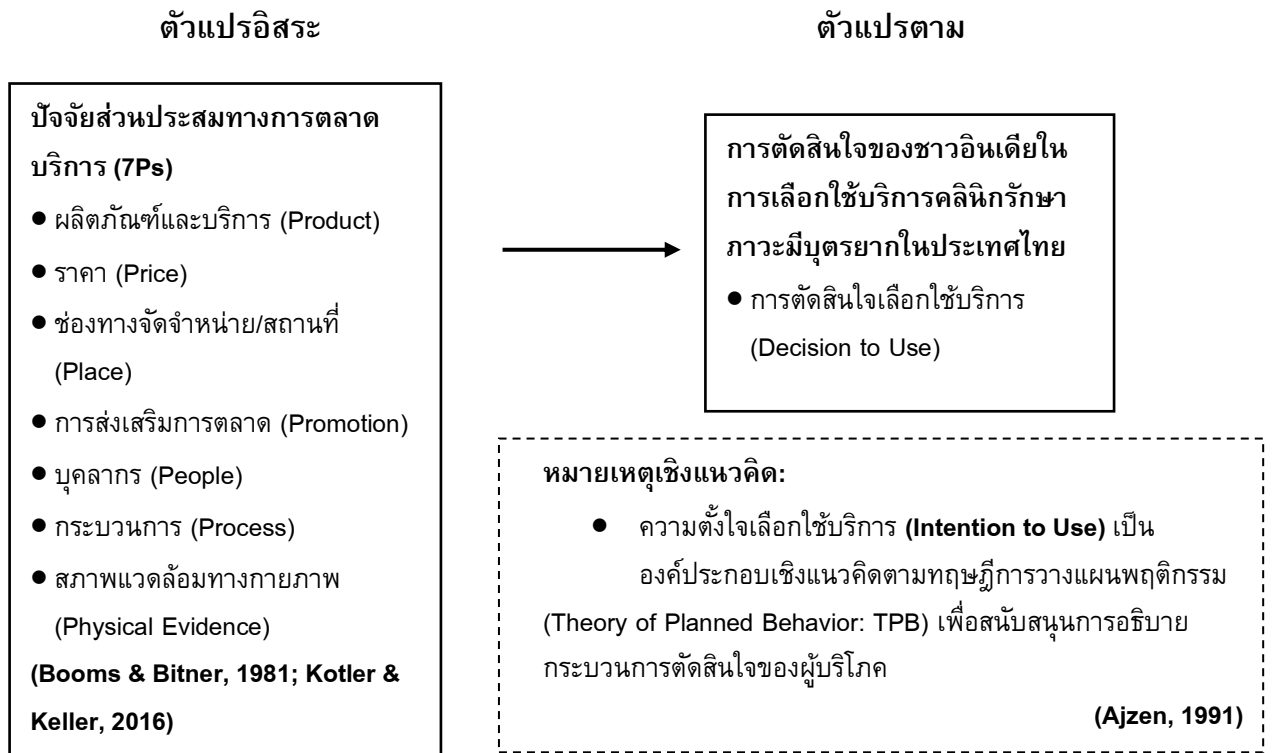 ตัวแปรอิสระ
ตัวแปรตาม
ปัจจัยส่วนประสมทางการตลาด
บริการ (7Ps)
● ผลิตภัณฑ์และบริการ (Product)
● ราคา (Price)
● ช่องทางจัดจำหน่าย/สถานที่
(Place)
● การส่งเสริมการตลาด (Promotion)
● บุคลากร (People)
● กระบวนการ (Process)
● สภาพแวดล้อมทางกายภาพ
(Physical Evidence)
(Booms & Bitner, 1981; Kotler &
Keller, 2016)
การตัดสินใจของชาวอินเดียใน
การเลือกใช้บริการคลินิกรักษา
ภาวะมีบุตรยากในประเทศไทย
● การตัดสินใจเลือกใช้บริการ
(Decision to Use)
หมายเหตุเชิงแนวคิด:
● ความตั้งใจเลือกใช้บริการ (Intention to Use) เป็น
องค์ประกอบเชิงแนวคิดตามทฤษฎีการวางแผนพฤติกรรม
(Theory of Planned Behavior: TPB) เพื่อสนับสนุนการอธิบาย
กระบวนการตัดสินใจของผู้บริโภค
(Ajzen, 1991)